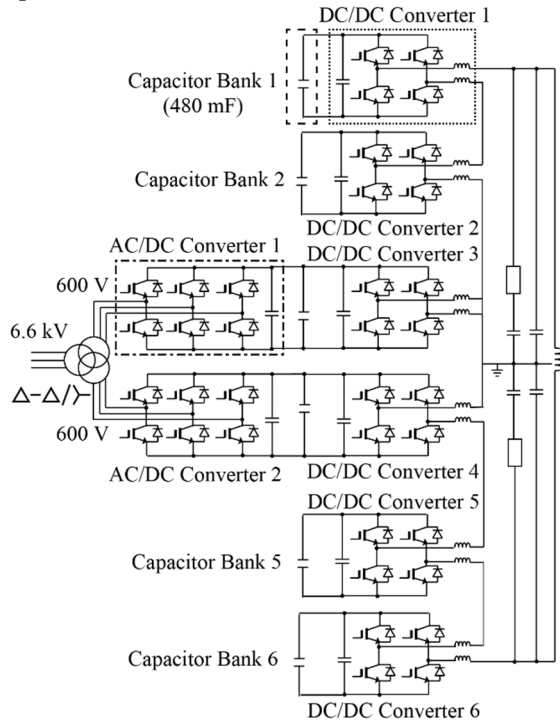 DC/DC Converter 1
Capacitor Bank 1
(480 mF)
Capacitor Bank 2
DC/DC Converter 2
AC/DC Converter 1
DC/DC Converter 3
600 V
6.6 kV
Δ-Δ/
600 V
AC/DC Converter 2
DC/DC Converter 4
DC/DC Converter 5
Capacitor Bank 5
Capacitor Bank 6
DC/DC Converter 6